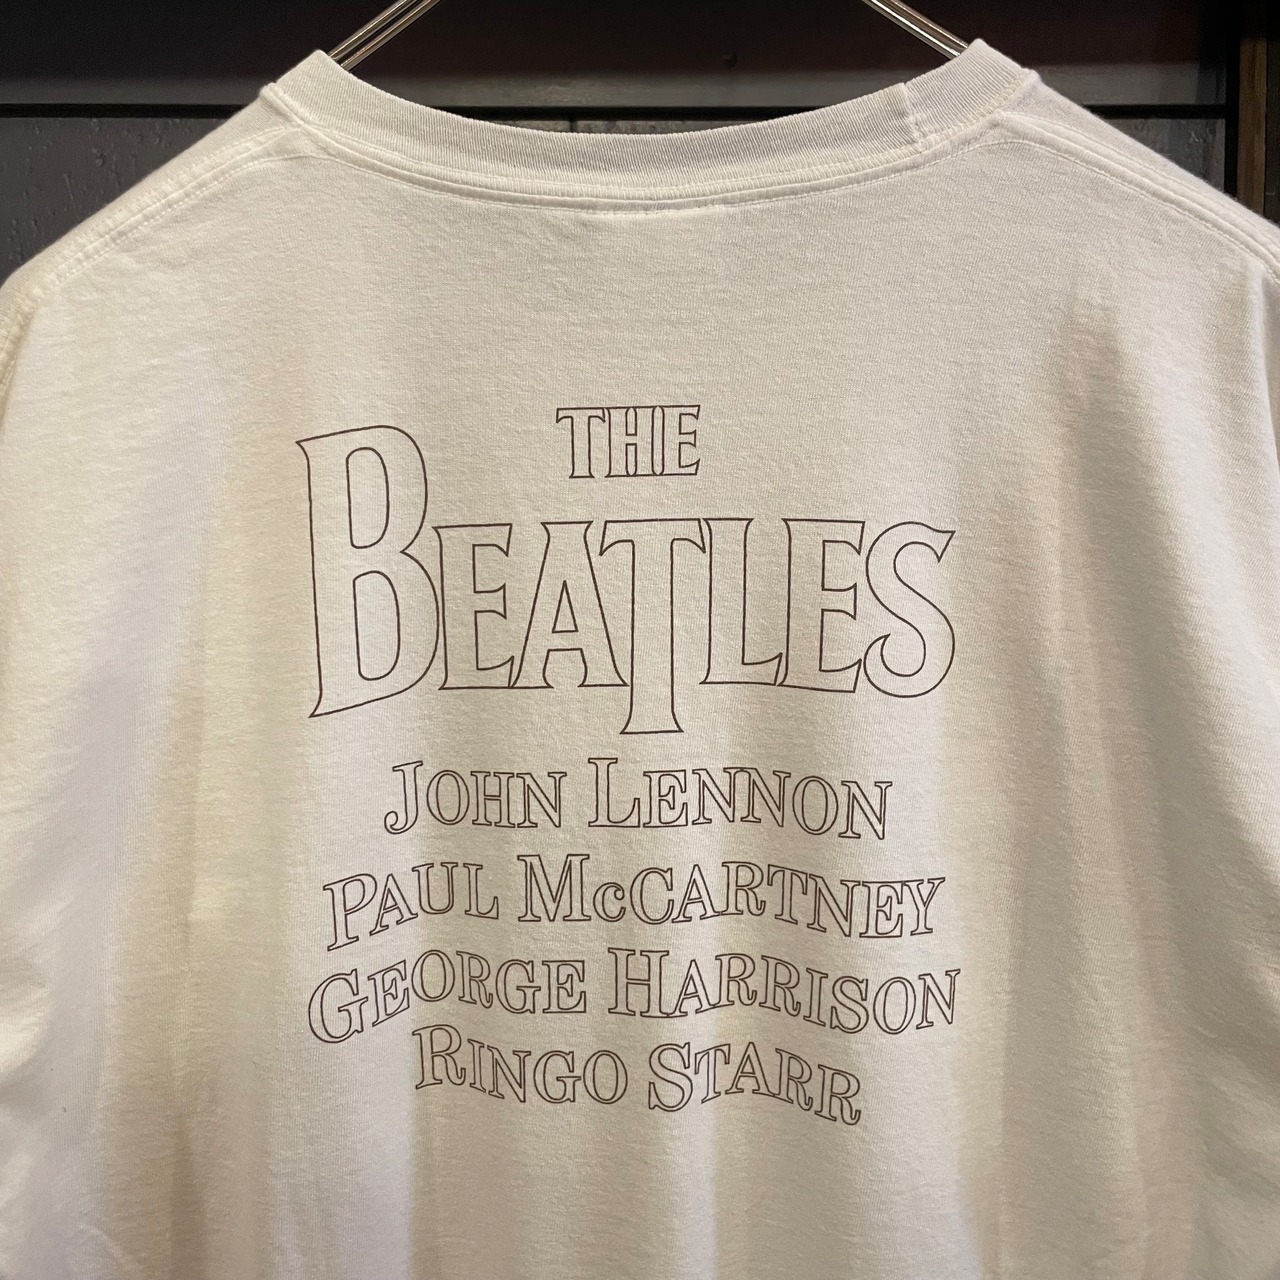 THE
BEATLES
JOHN LENNON
PAUL McCARTNEY
GEORGE HARRISON
RINGO STARR